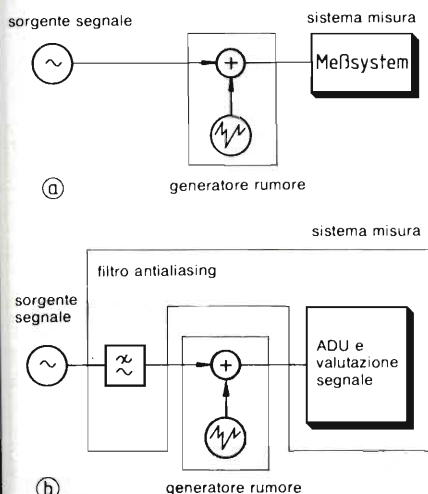 sorgente segnale
sistema misura
Meßsystem
generatore rumore
a
sistema misura
filtro antialiasing
sorgente
segnale
ADU e
valutazione
segnale
generatore rumore
b